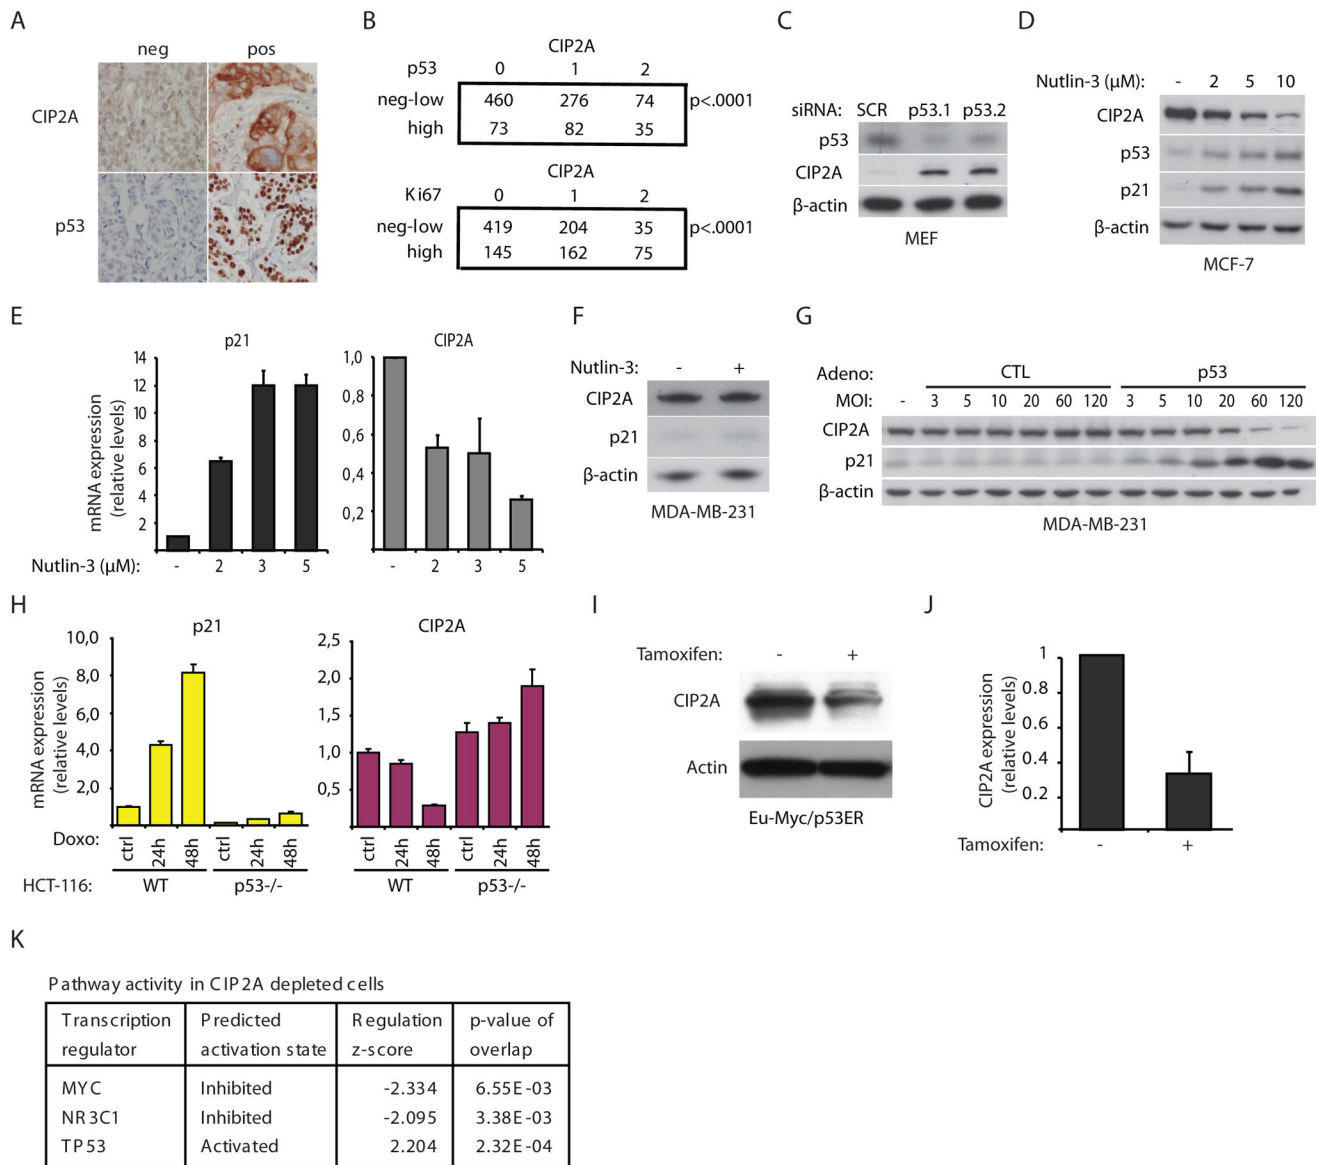 A
neg pos
CIP2A
p53
B
CIP2A
p53 0 1 2
neg-low 460 276 74 p<.0001
high 73 82 35
CIP2A
Ki67 0 1 2
neg-low 419 204 35 p<.0001
high 145 162 75
C
siRNA: SCR p53.1 p53.2
p53
CIP2A
β-actin
MEF
D
Nutlin-3 (μM): - 2 5 10
CIP2A
p53
p21
β-actin
MCF-7
E
p21
mRNA expression
(relative levels)
14
12
10
8
6
4
2
Nutlin-3 (μM): - 2 3 5
CIP2A
1,0
0,8
0,6
0,4
0,2
- 2 3 5
F
Nutlin-3: - +
CIP2A
p21
β-actin
MDA-MB-231
G
Adeno: CTL p53
MOI: - 3 5 10 20 60 120 3 5 10 20 60 120
CIP2A
p21
β-actin
MDA-MB-231
H
p21
mRNA expression
(relative levels)
10,0
8,0
6,0
4,0
2,0
Doxo: ctrl 24h 48h ctrl 24h 48h
HCT-116: WT p53-/-
CIP2A
2,5
2,0
1,5
1,0
0,5
ctrl 24h 48h ctrl 24h 48h
WT p53-/-
I
Tamoxifen: - +
CIP2A
Actin
Eu-Myc/p53ER
J
CIP2A expression
(relative levels)
1
0.8
0.6
0.4
0.2
Tamoxifen: - +
K
Pathway activity in CIP2A depleted cells
Transcription regulator Predicted activation state Regulation z-score p-value of overlap
MYC Inhibited -2.334 6.55E-03
NR3C1 Inhibited -2.095 3.38E-03
TP53 Activated 2.204 2.32E-04